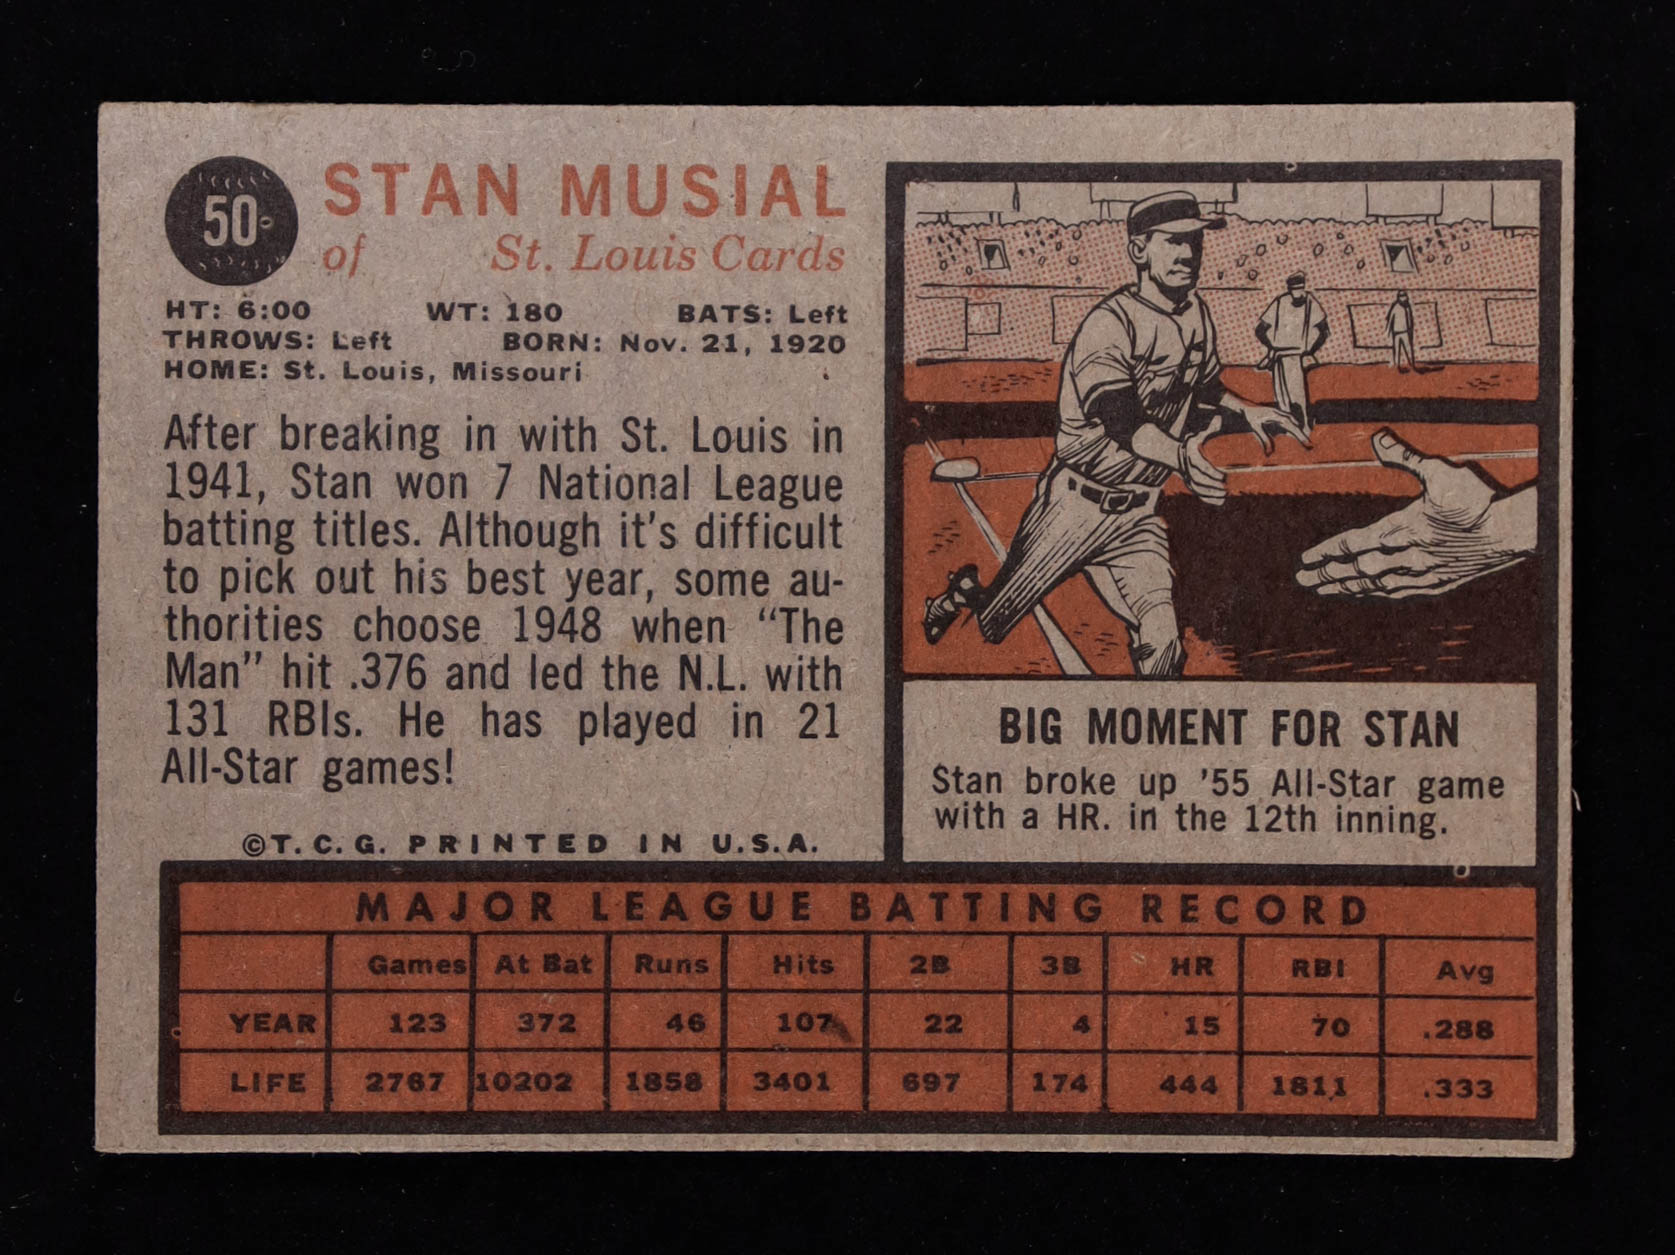 50
STAN MUSIAL
of St. Louis Cards
HT: 6:00 WT: 180 BATS: Left
THROWS: Left BORN: Nov. 21, 1920
HOME: St. Louis, Missouri
After breaking in with St. Louis in
1941, Stan won 7 National League
batting titles. Although it's difficult
to pick out his best year, some au-
thorities choose 1948 when "The
Man" hit .376 and led the N.L. with
131 RBIs. He has played in 21
All-Star games!
©T.C.G. PRINTED IN U.S.A.
BIG MOMENT FOR STAN
Stan broke up '55 All-Star game
with a HR. in the 12th inning.
MAJOR LEAGUE BATTING RECORD
Games At Bat Runs Hits 2B 3B HR RBI Avg
YEAR 123 372 46 107 22 4 15 70 .288
LIFE 2767 10202 1858 3401 697 174 444 1811 .333